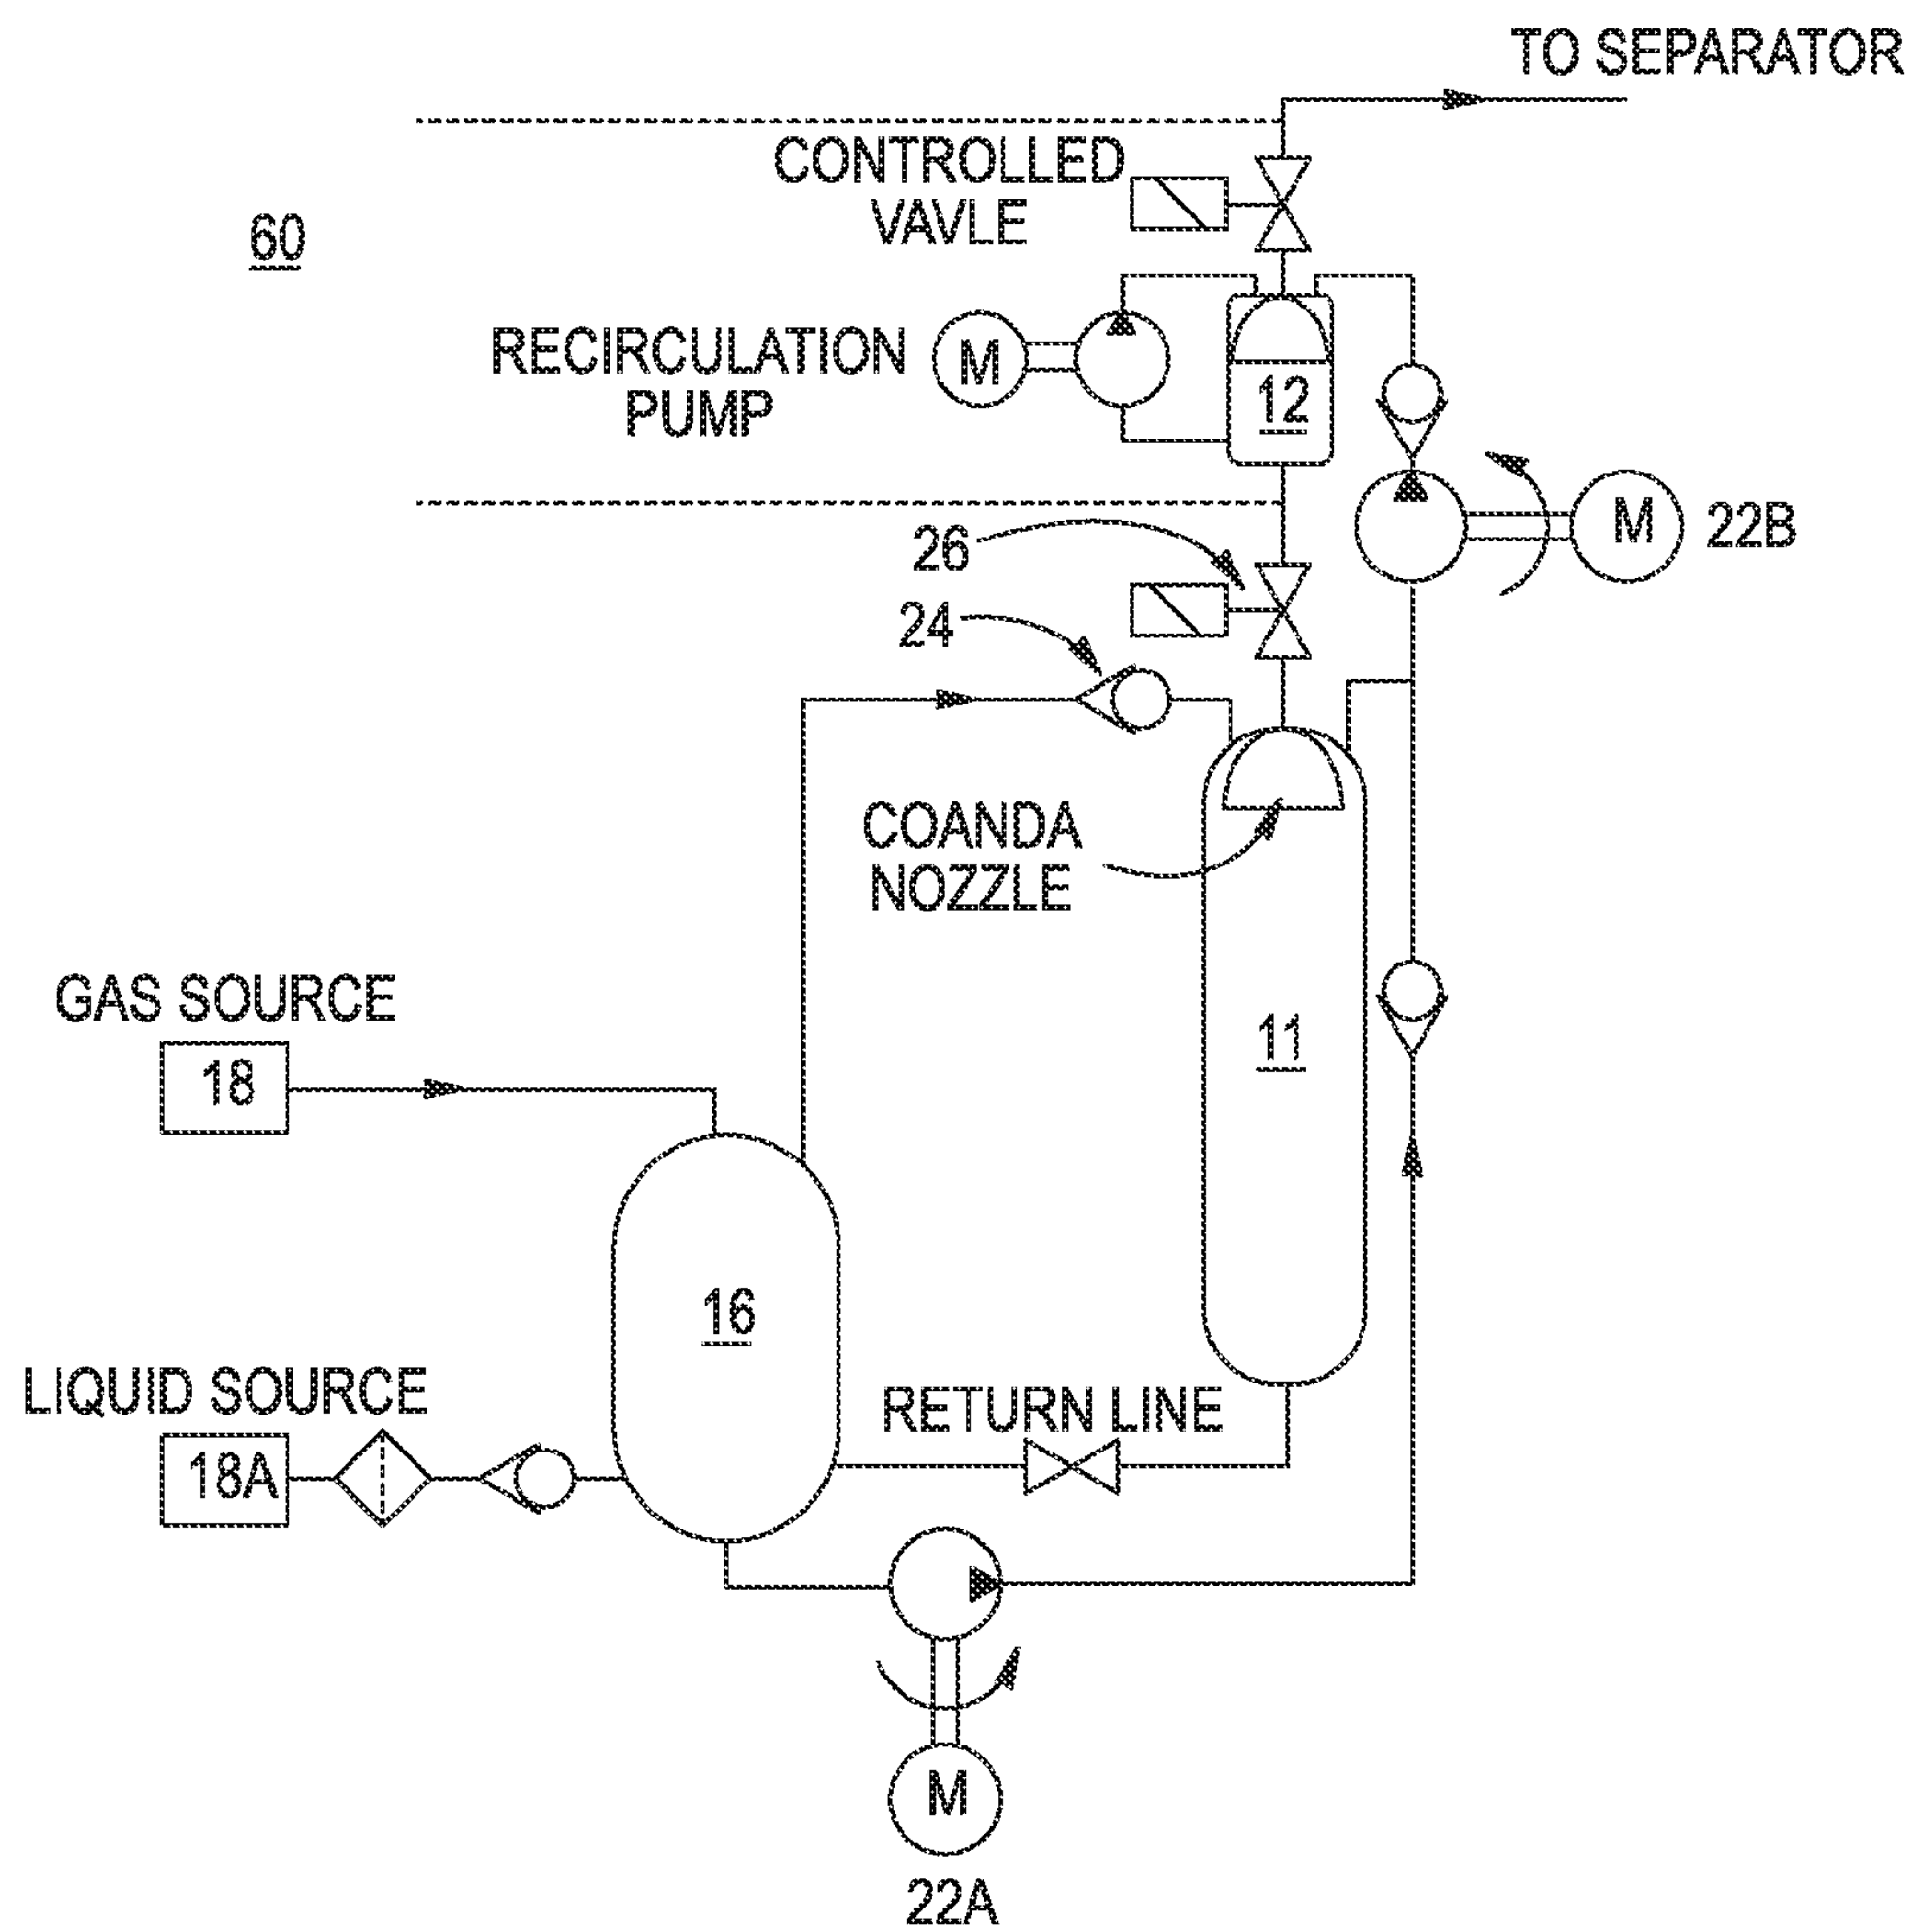 TO SEPARATOR
CONTROLLED
VAVLE
60
RECIRCULATION
PUMP
M
12
M
22B
26
24
COANDA
NOZZLE
GAS SOURCE
18
11
16
LIQUID SOURCE
18A
RETURN LINE
M
22A